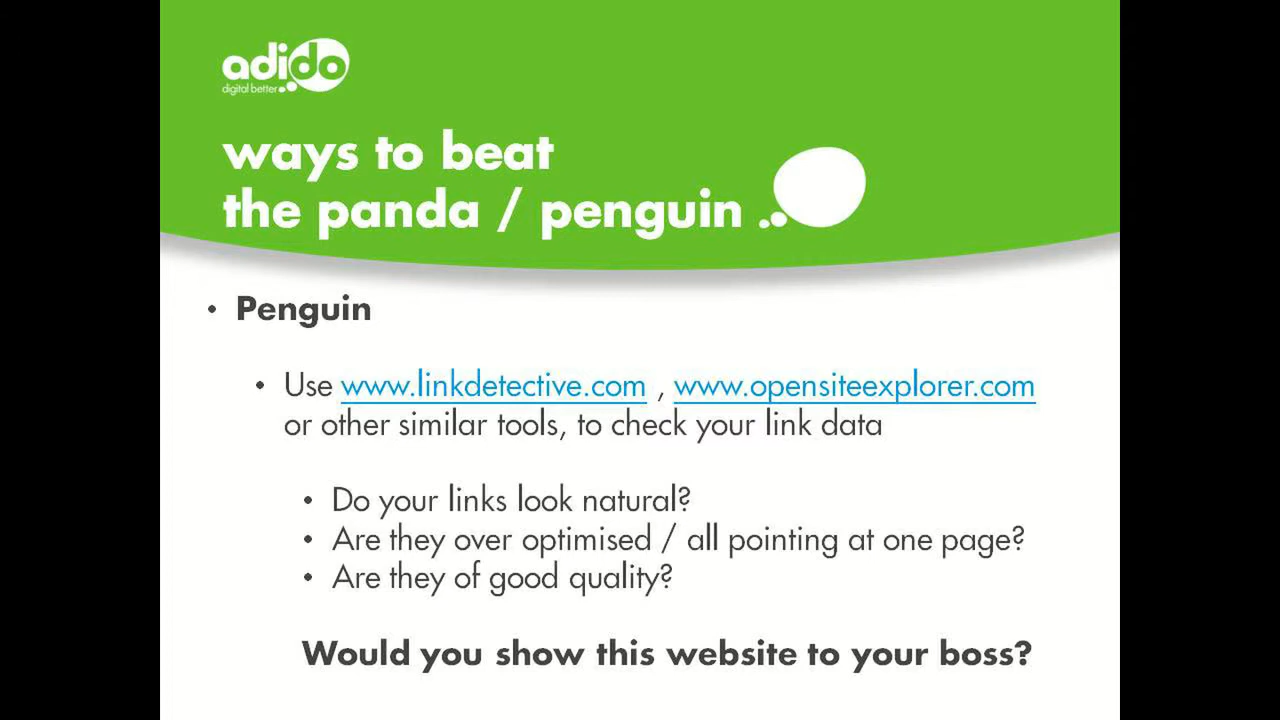 adido
digital better
ways to beat
the panda / penguin
• Penguin
• Use www.linkdetective.com , www.opensiteexplorer.com
or other similar tools, to check your link data
• Do your links look natural?
• Are they over optimised / all pointing at one page?
• Are they of good quality?
Would you show this website to your boss?